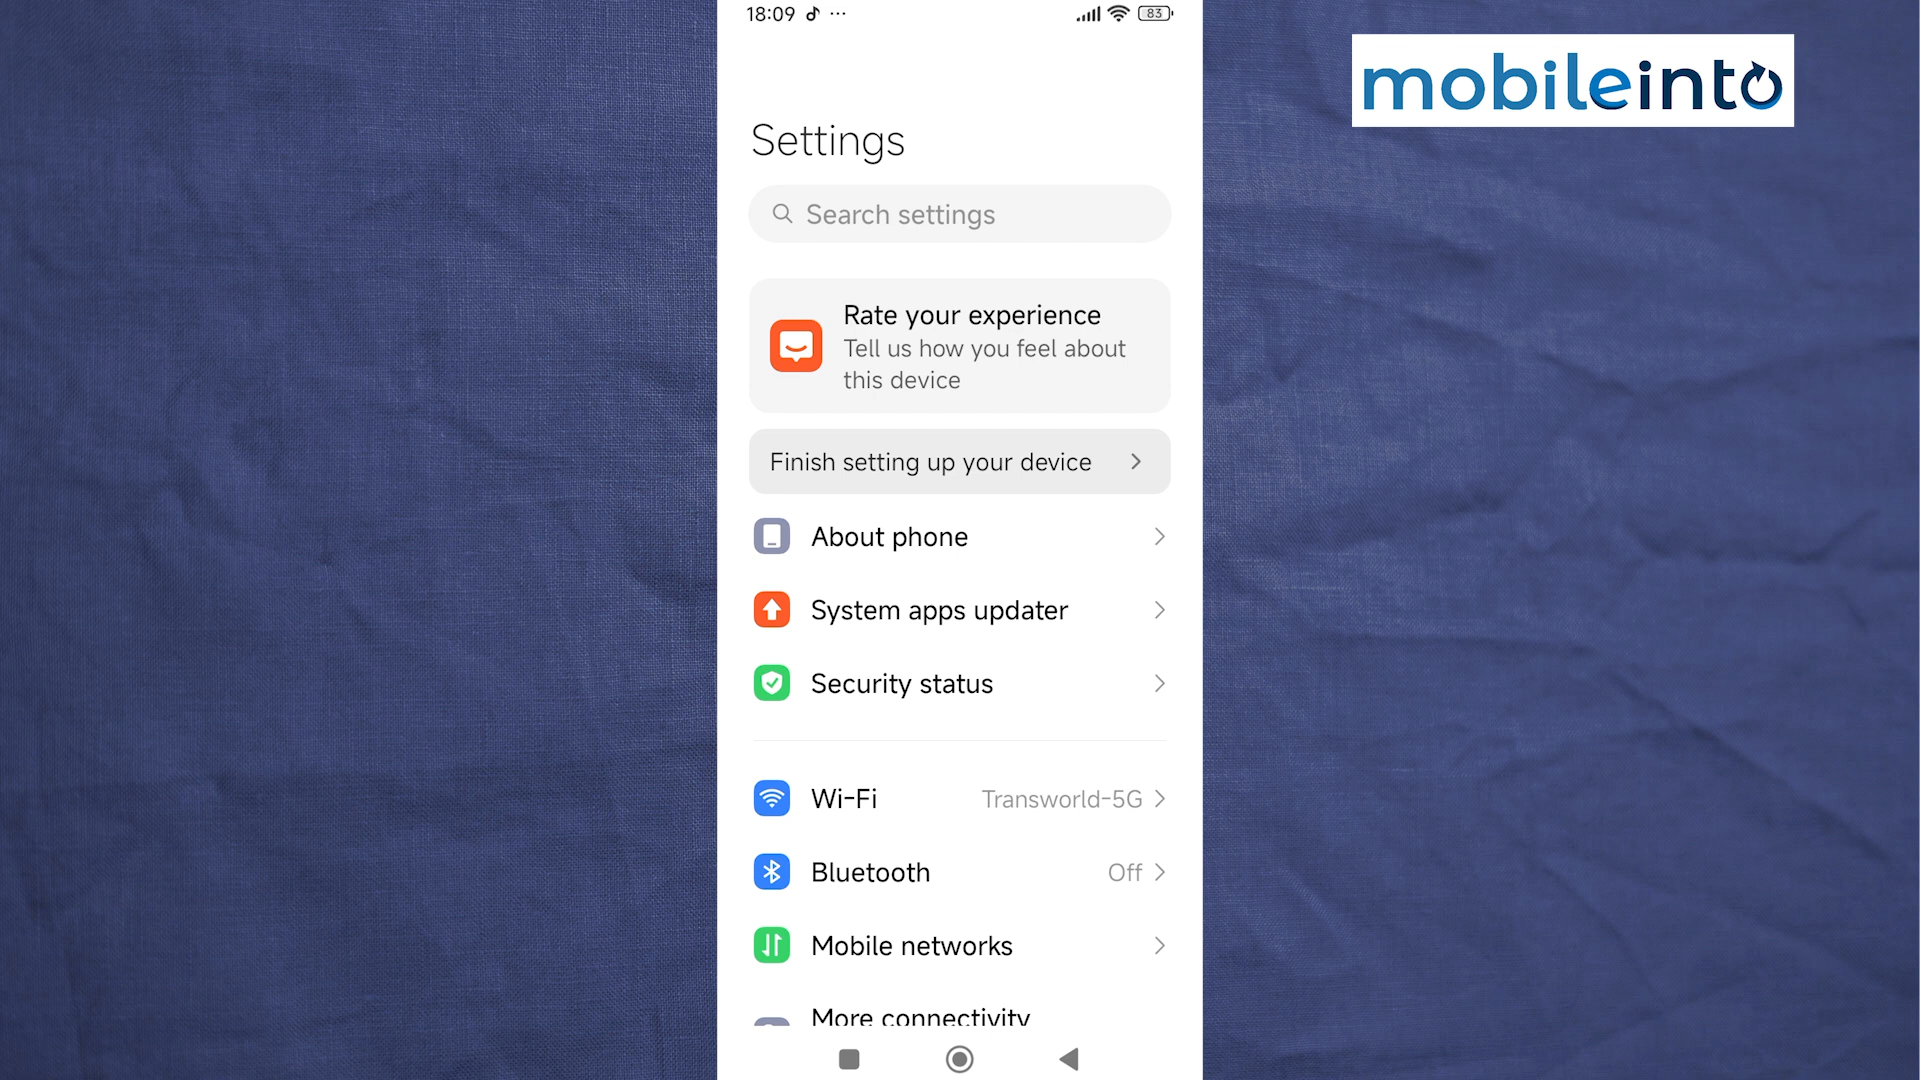 18:09
83
mobileinto
Settings
Search settings
Rate your experience
Tell us how you feel about
this device
Finish setting up your device
About phone
System apps updater
Security status
Wi-Fi Transworld-5G
Bluetooth Off
Mobile networks
More connectivity